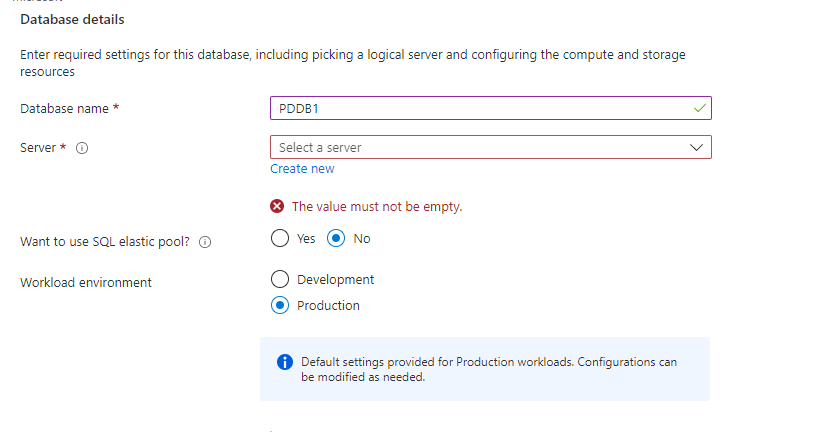 Database details
Enter required settings for this database, including picking a logical server and configuring the compute and storage
resources
Database name *
PDDB1
Server *
Select a server
Create new
The value must not be empty.
Want to use SQL elastic pool?
Yes
No
Workload environment
Development
Production
Default settings provided for Production workloads. Configurations can
be modified as needed.